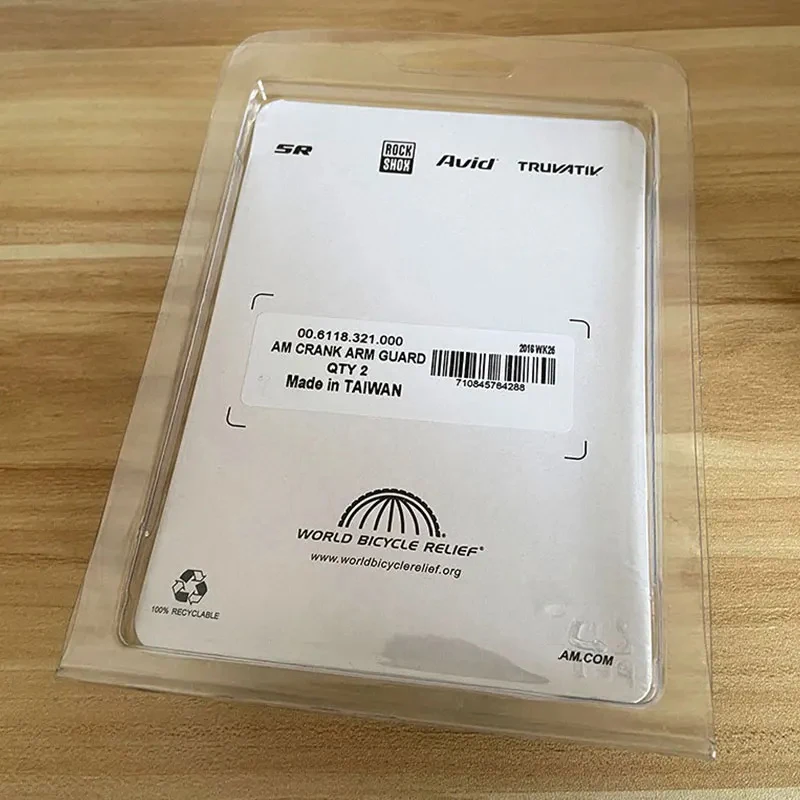 SR
ROCK
SHOX
Avid
TRUVATIV
00.6118.321.000
AM CRANK ARM GUARD
QTY 2
Made in TAIWAN
2016 WK26
710845784288
WORLD BICYCLE RELIEF®
www.worldbicyclerelief.org
100% RECYCLABLE
AM.COM